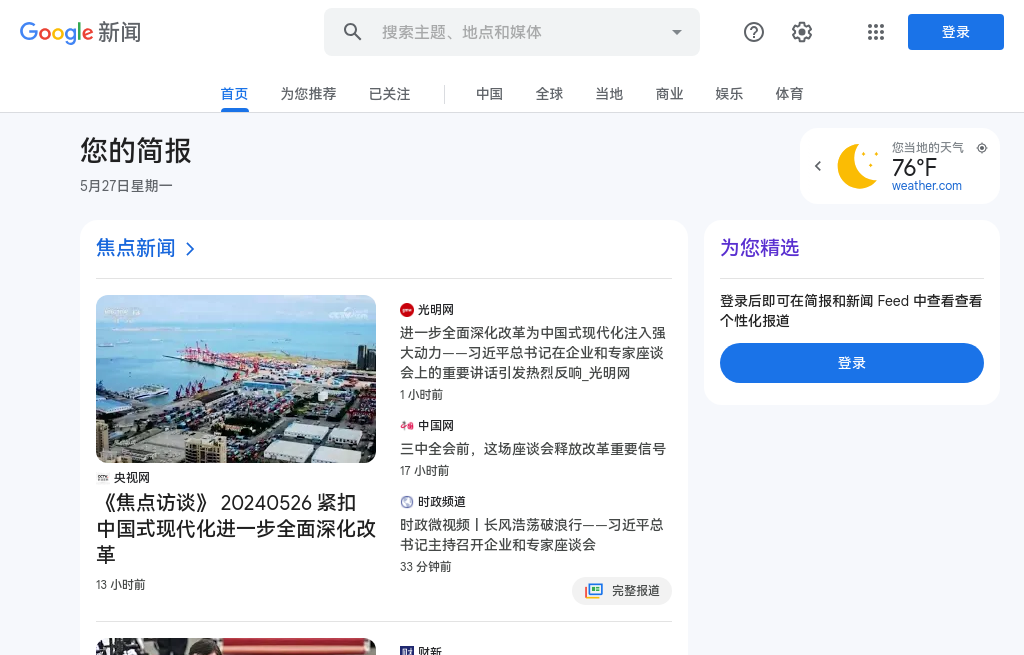 Google 新闻
搜索主题、地点和媒体
登录
首页
为您推荐
已关注
中国
全球
当地
商业
娱乐
体育
您的简报
5月27日星期一
您当地的天气
76°F
weather.com
焦点新闻
央视网
《焦点访谈》 20240526 紧扣
中国式现代化进一步全面深化改
革
13 小时前
光明网
进一步全面深化改革为中国式现代化注入强
大动力——习近平总书记在企业和专家座谈
会上的重要讲话引发热烈反响_光明网
1 小时前
中国网
三中全会前，这场座谈会释放改革重要信号
17 小时前
时政频道
时政微视频丨长风浩荡破浪行——习近平总
书记主持召开企业和专家座谈会
33 分钟前
完整报道
财新
为您精选
登录后即可在简报和新闻 Feed 中查看查看
个性化报道
登录